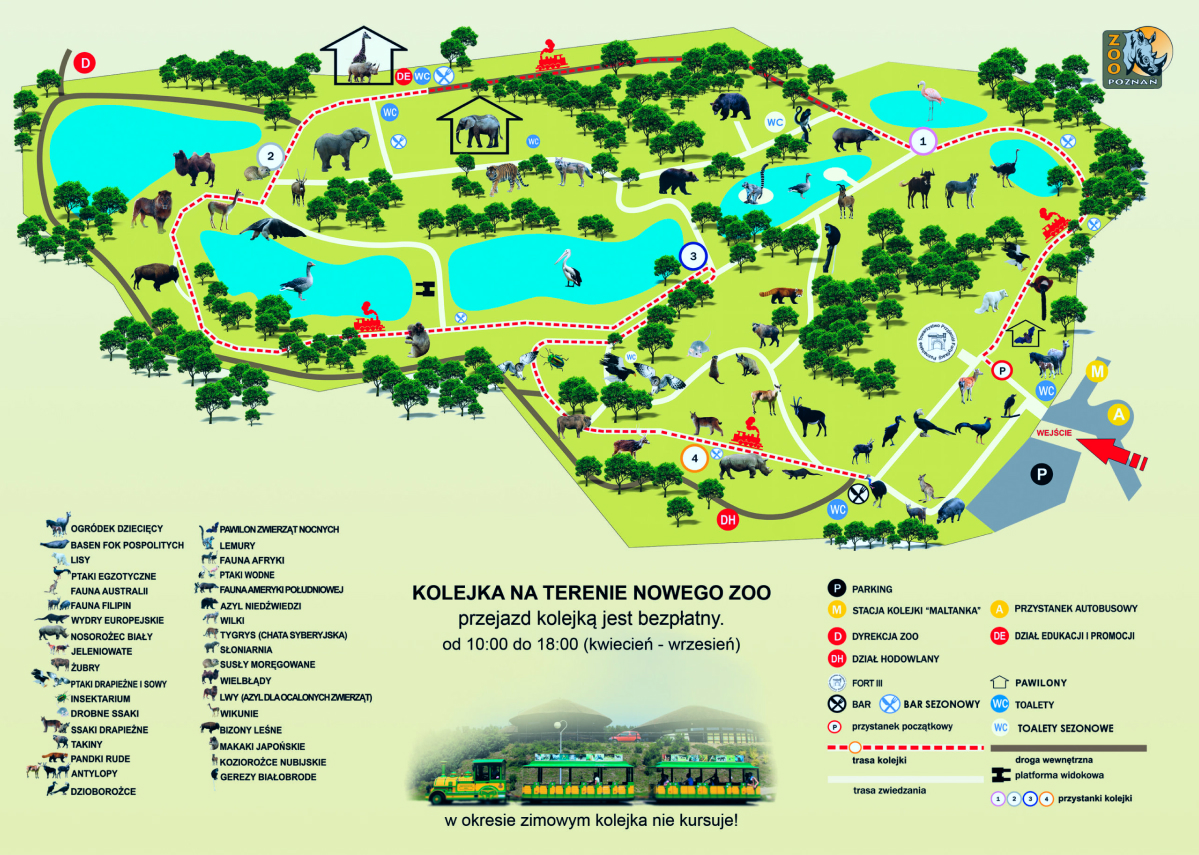 ZOO
POZNAŃ
D
DE
WC
WC
WC
WC
2
1
3
P
WC
WC
M
A
WEJŚCIE
P
4
WC
DH
OGRÓDEK DZIECIĘCY
BASEN FOK POSPOLITYCH
LISY
PTAKI EGZOTYCZNE
FAUNA AUSTRALII
FAUNA FILIPIN
WYDRY EUROPEJSKIE
NOSOROŻEC BIAŁY
JELENIOWATE
ŻUBRY
PTAKI DRAPIEŻNE I SOWY
INSEKTARIUM
DROBNE SSAKI
SSAKI DRAPIEŻNE
TAKINY
PANDKI RUDE
ANTYLOPY
DZIOBOROŻCE
PAWILON ZWIERZĄT NOCNYCH
LEMURY
FAUNA AFRYKI
PTAKI WODNE
FAUNA AMERYKI POŁUDNIOWEJ
AZYL NIEDŹWIEDZI
WILKI
TYGRYS (CHATA SYBERYJSKA)
SŁONIARNIA
SUSŁY MORĘGOWANE
WIELBŁĄDY
LWY (AZYL DLA OCALONYCH ZWIERZĄT)
WIKUNIE
BIZONY LEŚNE
MAKAKI JAPOŃSKIE
KOZIOROŻCE NUBIJSKIE
GEREZY BIAŁOBRODE
KOLEJKA NA TERENIE NOWEGO ZOO
przejazd kolejką jest bezpłatny.
od 10:00 do 18:00 (kwiecień - wrzesień)
w okresie zimowym kolejka nie kursuje!
P PARKING
M STACJA KOLEJKI "MALTANKA"
A PRZYSTANEK AUTOBUSOWY
D DYREKCJA ZOO
DE DZIAŁ EDUKACJI I PROMOCJI
DH DZIAŁ HODOWLANY
FORT III
PAWILONY
BAR
BAR SEZONOWY
WC TOALETY
P przystanek początkowy
WC TOALETY SEZONOWE
trasa kolejki
droga wewnętrzna
platforma widokowa
trasa zwiedzania
1 2 3 4 przystanki kolejki